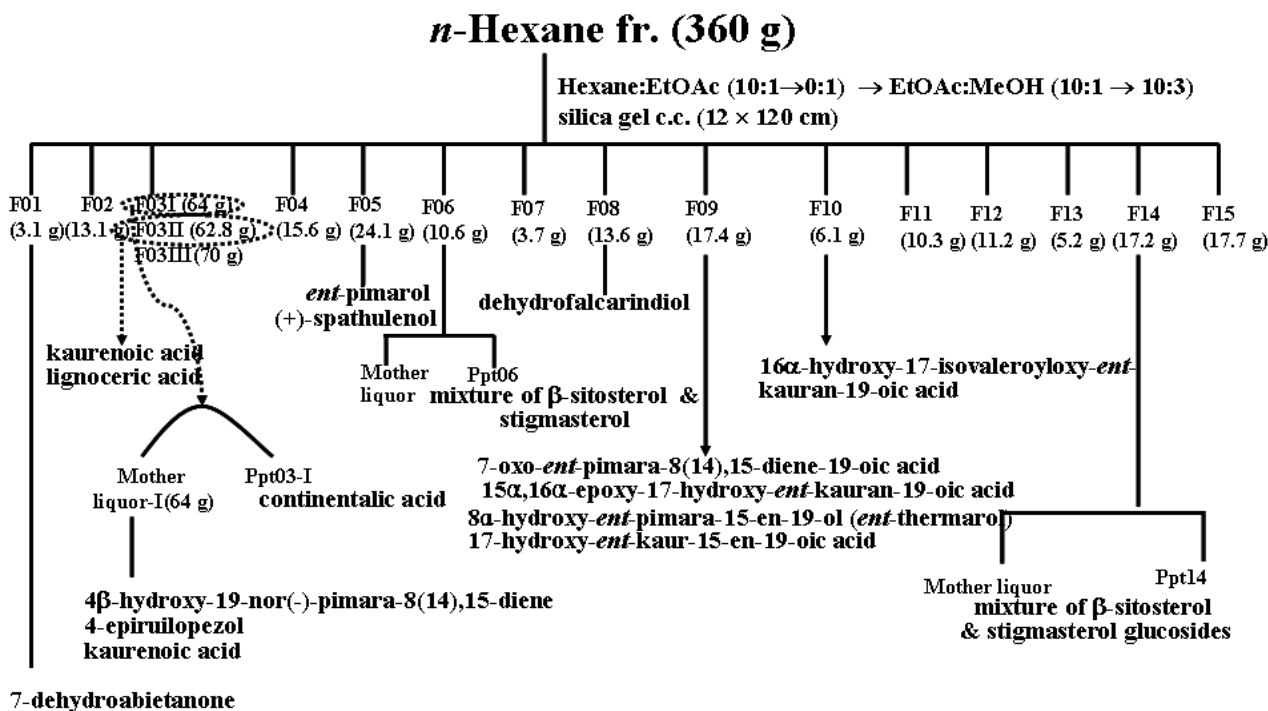 n-Hexane fr. (360 g)
Hexane:EtOAc (10:1→0:1) → EtOAc:MeOH (10:1 → 10:3)
silica gel c.c. (12 × 120 cm)
F01
(3.1 g)
F02
(13.1 g)
F03I (64 g)
F03II (62.8 g)
F03III (70 g)
F04
(15.6 g)
F05
(24.1 g)
F06
(10.6 g)
F07
(3.7 g)
F08
(13.6 g)
F09
(17.4 g)
F10
(6.1 g)
F11
(10.3 g)
F12
(11.2 g)
F13
(5.2 g)
F14
(17.2 g)
F15
(17.7 g)
ent-pimarol
(+)-spathulenol
dehydrofalcarindiol
kaurenoic acid
lignoceric acid
Mother
liquor
Ppt06
mixture of β-sitosterol &
stigmasterol
16α-hydroxy-17-isovaleroyloxy-ent-
kauran-19-oic acid
Mother
liquor-I(64 g)
Ppt03-I
continentalic acid
7-oxo-ent-pimara-8(14),15-diene-19-oic acid
15α,16α-epoxy-17-hydroxy-ent-kauran-19-oic acid
8α-hydroxy-ent-pimara-15-en-19-ol (ent-thermarol)
17-hydroxy-ent-kaur-15-en-19-oic acid
Mother liquor
Ppt14
mixture of β-sitosterol
& stigmasterol glucosides
4β-hydroxy-19-nor(-)-pimara-8(14),15-diene
4-epiruilopezol
kaurenoic acid
7-dehydroabietanone